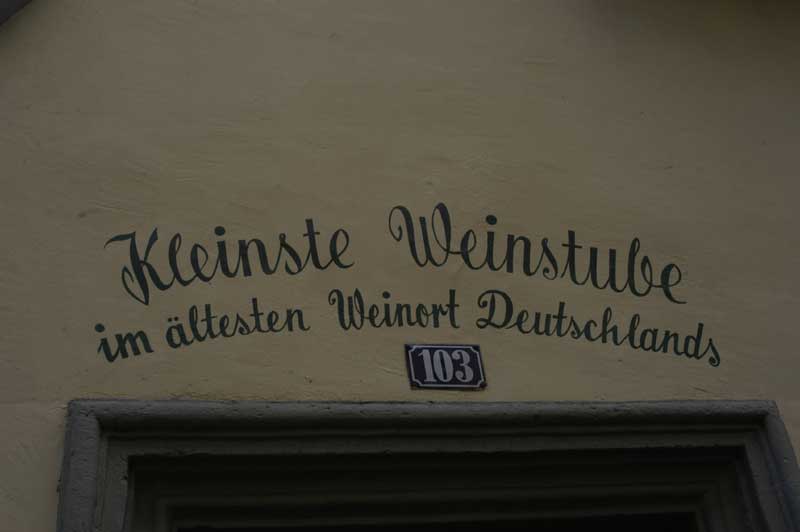 Kleinste Weinstube
im ältesten Weinort Deutschlands
103